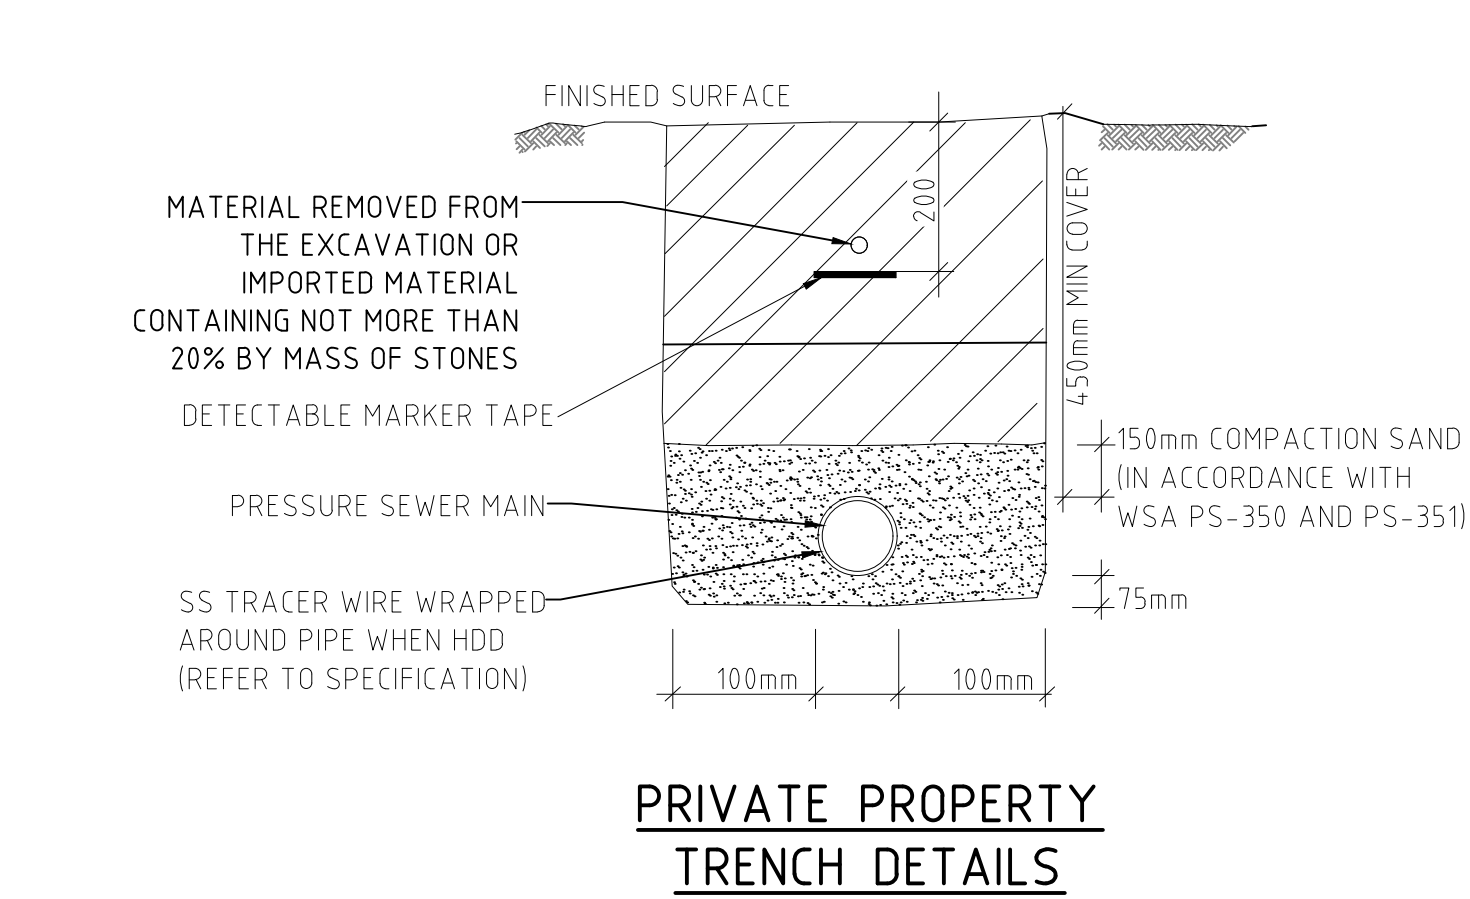 FINISHED SURFACE
MATERIAL REMOVED FROM
THE EXCAVATION OR
IMPORTED MATERIAL
CONTAINING NOT MORE THAN
20% BY MASS OF STONES
DETECTABLE MARKER TAPE
PRESSURE SEWER MAIN
SS TRACER WIRE WRAPPED
AROUND PIPE WHEN HDD
(REFER TO SPECIFICATION)
200
450mm MIN COVER
150mm COMPACTION SAND
(IN ACCORDANCE WITH
WSA PS-350 AND PS-351)
75mm
100mm
100mm
PRIVATE PROPERTY
TRENCH DETAILS